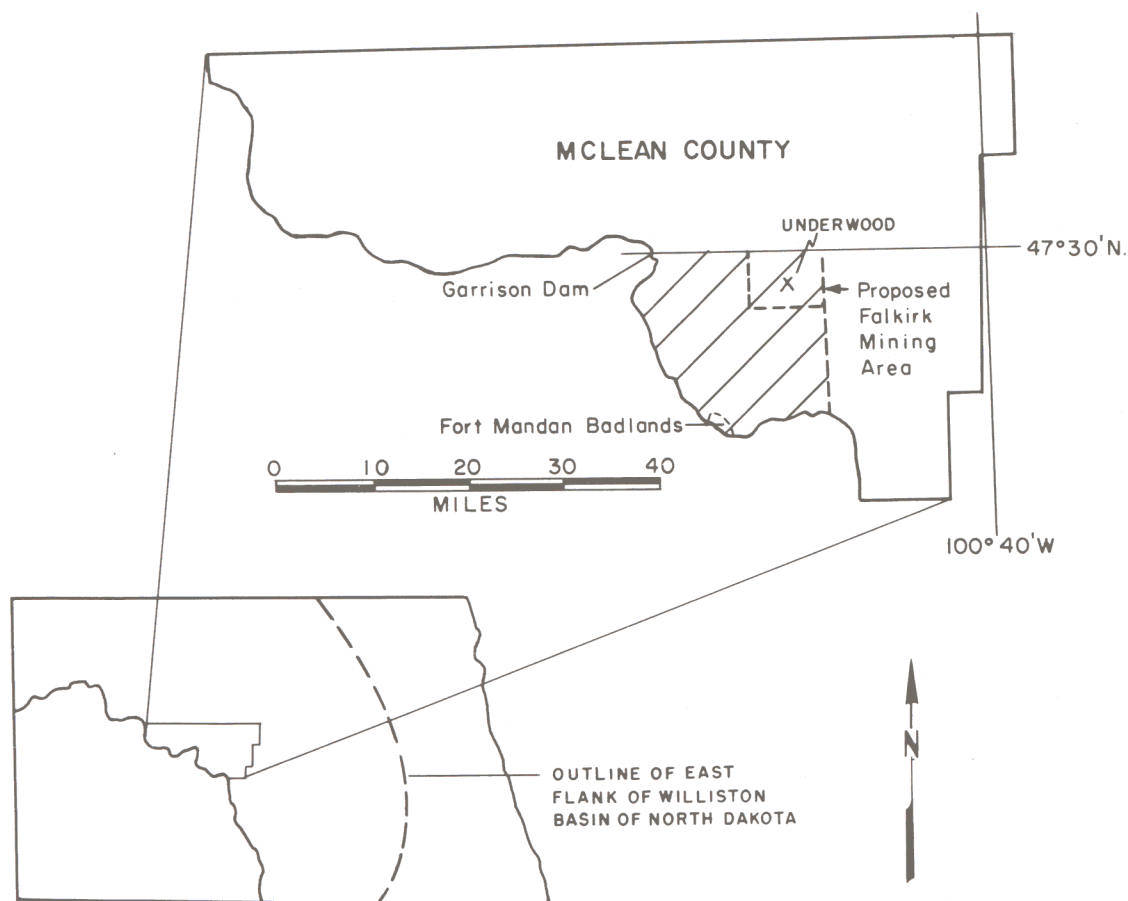 MCLEAN COUNTY
UNDERWOOD
47°30'N.
Garrison Dam
Proposed
Falkirk
Mining
Area
Fort Mandan Badlands
0 10 20 30 40
MILES
100°40'W
N
OUTLINE OF EAST
FLANK OF WILLISTON
BASIN OF NORTH DAKOTA